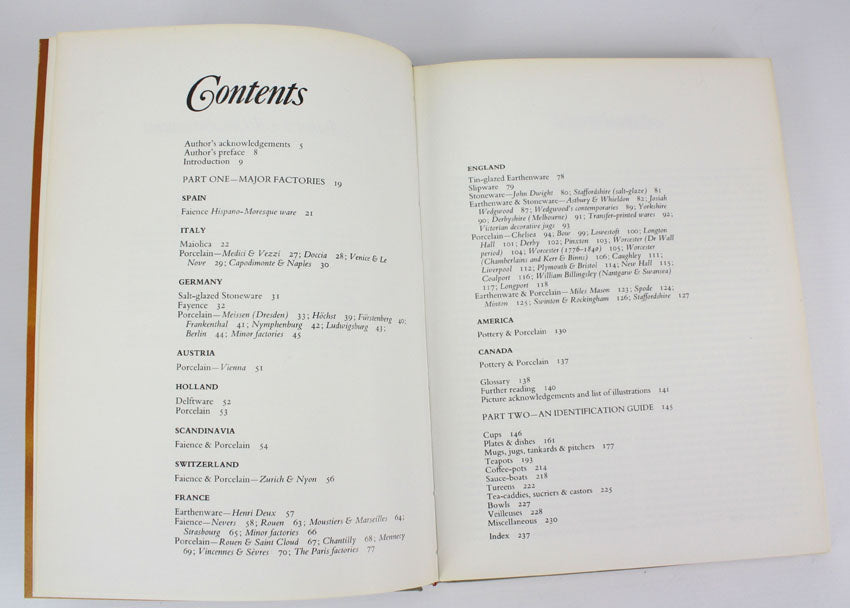 Contents
Author's acknowledgements 5
Author's preface 8
Introduction 9
PART ONE—MAJOR FACTORIES 19
SPAIN
Faience Hispano-Moresque ware 21
ITALY
Maiolica 22
Porcelain—Medici & Vezzi 27; Doccia 28; Venice & Le
Nove 29; Capodimonte & Naples 30
GERMANY
Salt-glazed Stoneware 31
Fayence 32
Porcelain—Meissen (Dresden) 33; Höchst 39; Fürstenberg 40;
Frankenthal 41; Nymphenburg 42; Ludwigsburg 43;
Berlin 44; Minor factories 45
AUSTRIA
Porcelain—Vienna 51
HOLLAND
Delftware 52
Porcelain 53
SCANDINAVIA
Faience & Porcelain 54
SWITZERLAND
Faience & Porcelain—Zurich & Nyon 56
FRANCE
Earthenware—Henri Deux 57
Faience—Nevers 58; Rouen 63; Moustiers & Marseilles 64;
Strasbourg 65; Minor factories 66
Porcelain—Rouen & Saint Cloud 67; Chantilly 68; Mennecy
69; Vincennes & Sèvres 70; The Paris factories 77
ENGLAND
Tin-glazed Earthenware 78
Slipware 79
Stoneware—John Dwight 80; Staffordshire (salt-glaze) 81
Earthenware & Stoneware—Astbury & Whieldon 82; Josiah
Wedgwood 87; Wedgwood's contemporaries 89; Yorkshire
90; Derbyshire (Melbourne) 91; Transfer-printed wares 92;
Victorian decorative jugs 93
Porcelain—Chelsea 94; Bow 99; Lowestoft 100; Longton
Hall 101; Derby 102; Pinxton 103; Worcester (Dr Wall
period) 104; Worcester (1776–1840) 105; Worcester
(Chamberlains and Kerr & Binns) 106; Caughley 111;
Liverpool 112; Plymouth & Bristol 114; New Hall 115;
Coalport 116; William Billingsley (Nantgarw & Swansea)
117; Longport 118
Earthenware & Porcelain—Miles Mason 123; Spode 124;
Minton 125; Swinton & Rockingham 126; Staffordshire 127
AMERICA
Pottery & Porcelain 130
CANADA
Pottery & Porcelain 137
Glossary 138
Further reading 140
Picture acknowledgements and list of illustrations 141
PART TWO—AN IDENTIFICATION GUIDE 145
Cups 146
Plates & dishes 161
Mugs, jugs, tankards & pitchers 177
Teapots 193
Coffee-pots 214
Sauce-boats 218
Tureens 222
Tea-caddies, sucriers & castors 225
Bowls 227
Veilleuses 228
Miscellaneous 230
Index 237